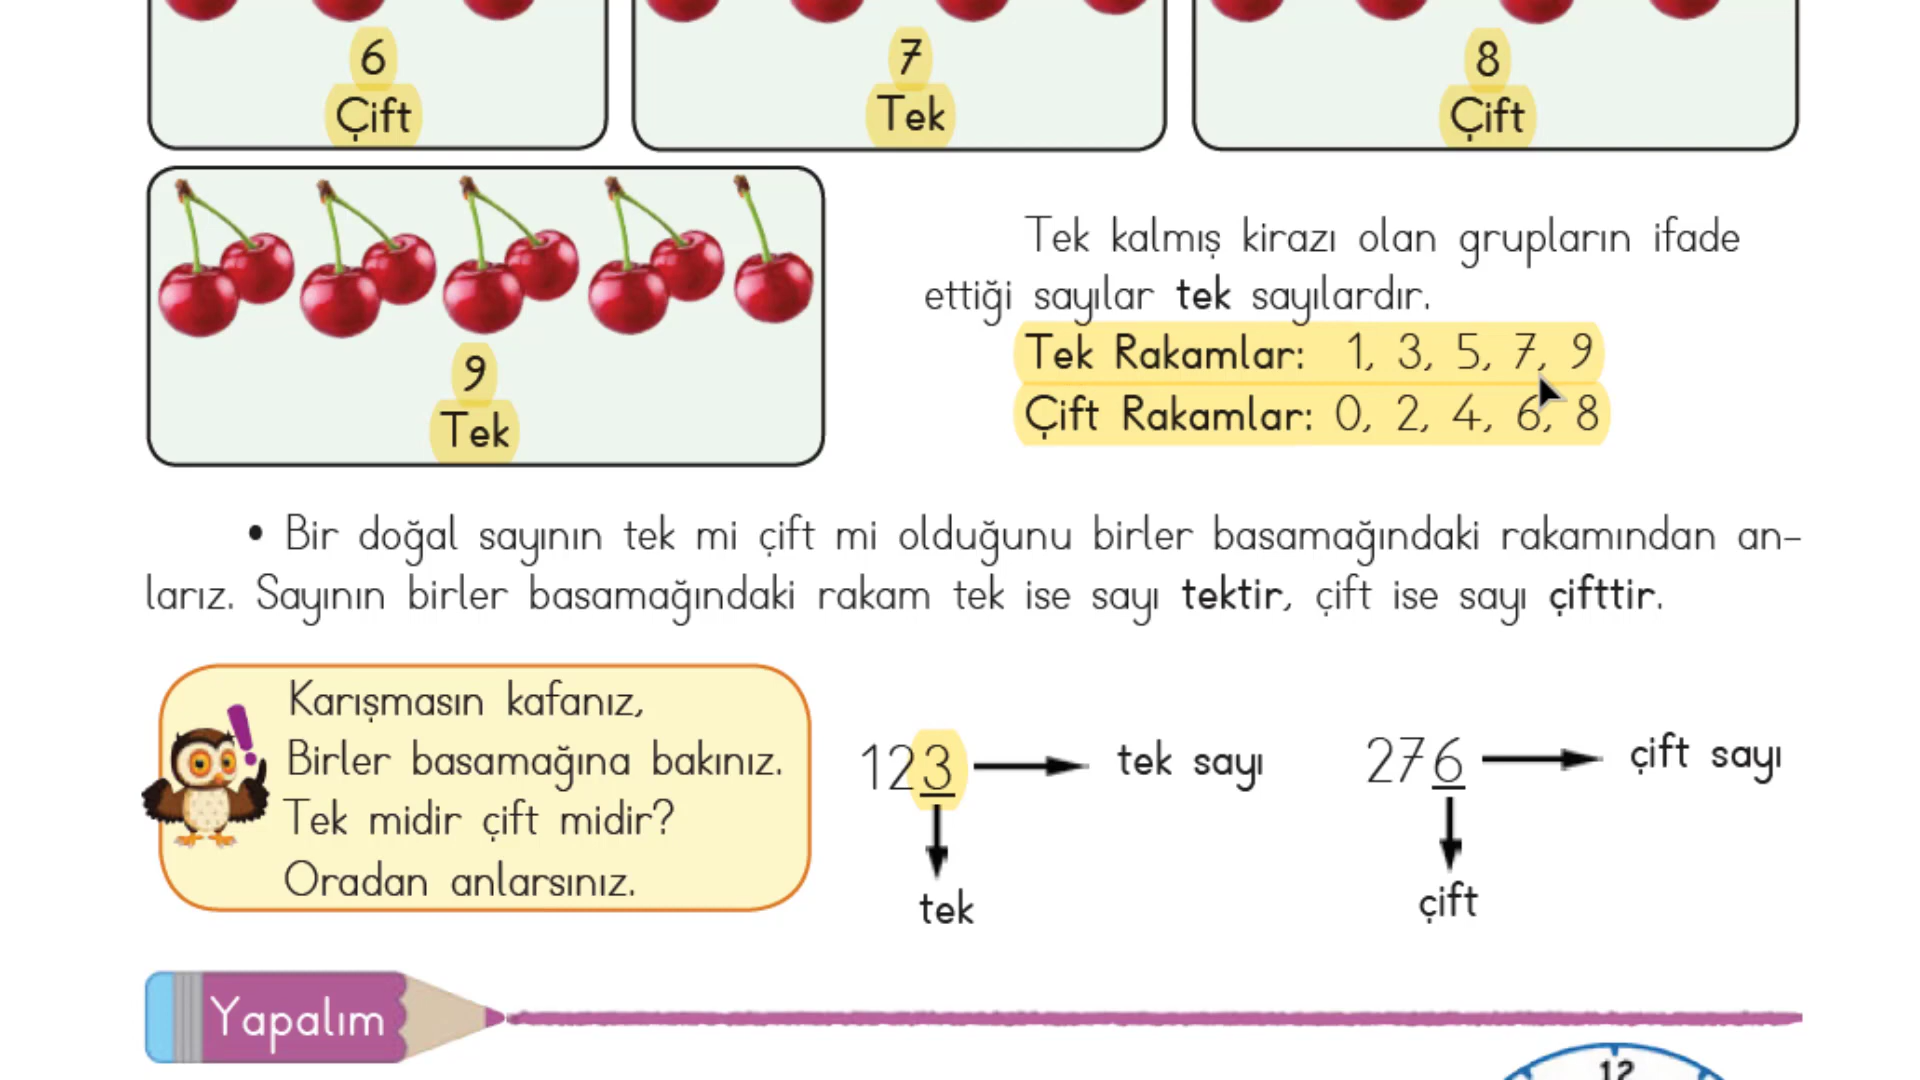 6
Çift
7
Tek
8
Çift
9
Tek
Tek kalmış kirazı olan grupların ifade
ettiği sayılar tek sayılardır.
Tek Rakamlar: 1, 3, 5, 7, 9
Çift Rakamlar: 0, 2, 4, 6, 8
• Bir doğal sayının tek mi çift mi olduğunu birler basamağındaki rakamından an-
larız. Sayının birler basamağındaki rakam tek ise sayı tektir, çift ise sayı çifttir.
Karışmasın kafanız,
Birler basamağına bakınız.
Tek midir çift midir?
Oradan anlarsınız.
123 tek sayı
tek
276 çift sayı
çift
Yapalım
12